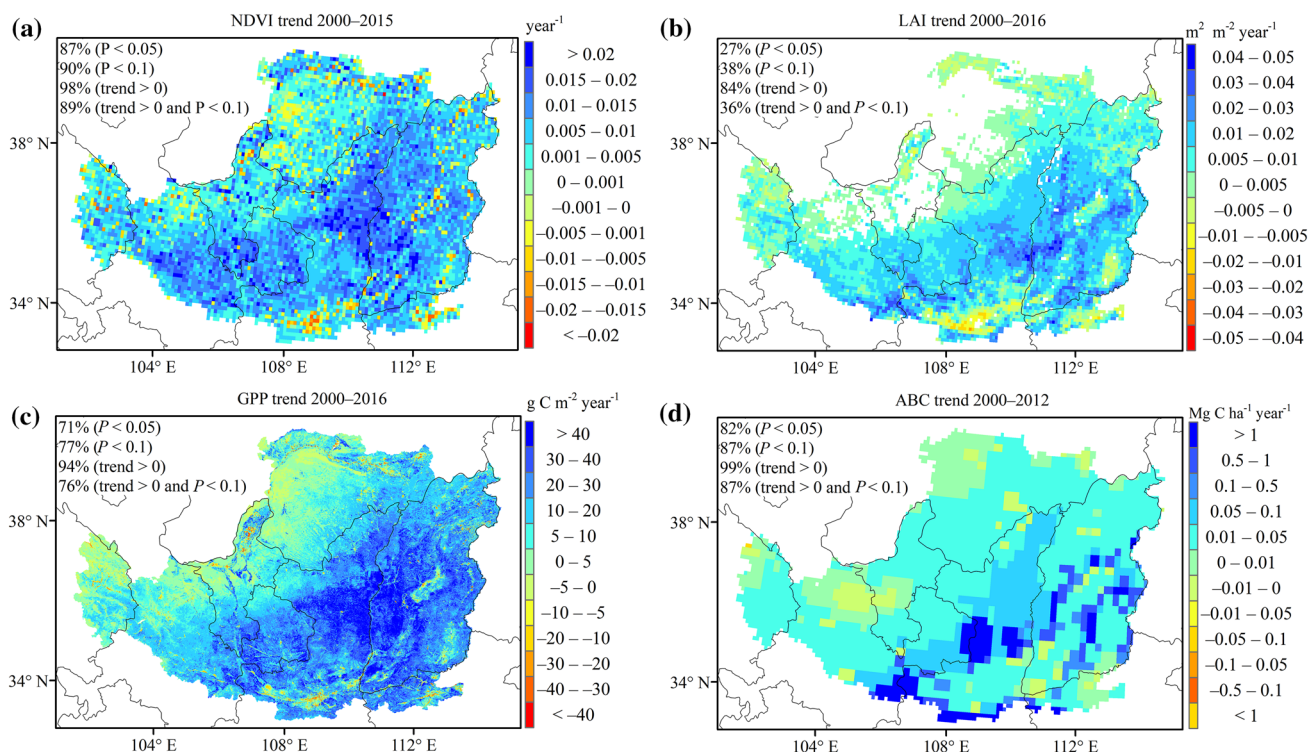 (a)
NDVI trend 2000–2015
year-1
87% (P < 0.05)
90% (P < 0.1)
98% (trend > 0)
89% (trend > 0 and P < 0.1)
> 0.02
0.015 – 0.02
0.01 – 0.015
0.005 – 0.01
0.001 – 0.005
0 – 0.001
–0.001 – 0
–0.005 – 0.001
–0.01 – –0.005
–0.015 – –0.01
–0.02 – –0.015
< –0.02
38° N
34° N
104° E
108° E
112° E
(b)
LAI trend 2000–2016
m2 m-2 year-1
27% (P < 0.05)
38% (P < 0.1)
84% (trend > 0)
36% (trend > 0 and P < 0.1)
0.04 – 0.05
0.03 – 0.04
0.02 – 0.03
0.01 – 0.02
0.005 – 0.01
0 – 0.005
–0.005 – 0
–0.01 – –0.005
–0.02 – –0.01
–0.03 – –0.02
–0.04 – –0.03
–0.05 – –0.04
38° N
34° N
104° E
108° E
112° E
(c)
GPP trend 2000–2016
g C m-2 year-1
71% (P < 0.05)
77% (P < 0.1)
94% (trend > 0)
76% (trend > 0 and P < 0.1)
> 40
30 – 40
20 – 30
10 – 20
5 – 10
0 – 5
–5 – 0
–10 – –5
–20 – –10
–30 – –20
–40 – –30
< –40
38° N
34° N
104° E
108° E
112° E
(d)
ABC trend 2000–2012
Mg C ha-1 year-1
82% (P < 0.05)
87% (P < 0.1)
99% (trend > 0)
87% (trend > 0 and P < 0.1)
> 1
0.5 – 1
0.1 – 0.5
0.05 – 0.1
0.01 – 0.05
0 – 0.01
–0.01 – 0
–0.01 – 0.05
–0.05 – 0.1
–0.1 – 0.05
–0.5 – 0.1
< 1
38° N
34° N
104° E
108° E
112° E